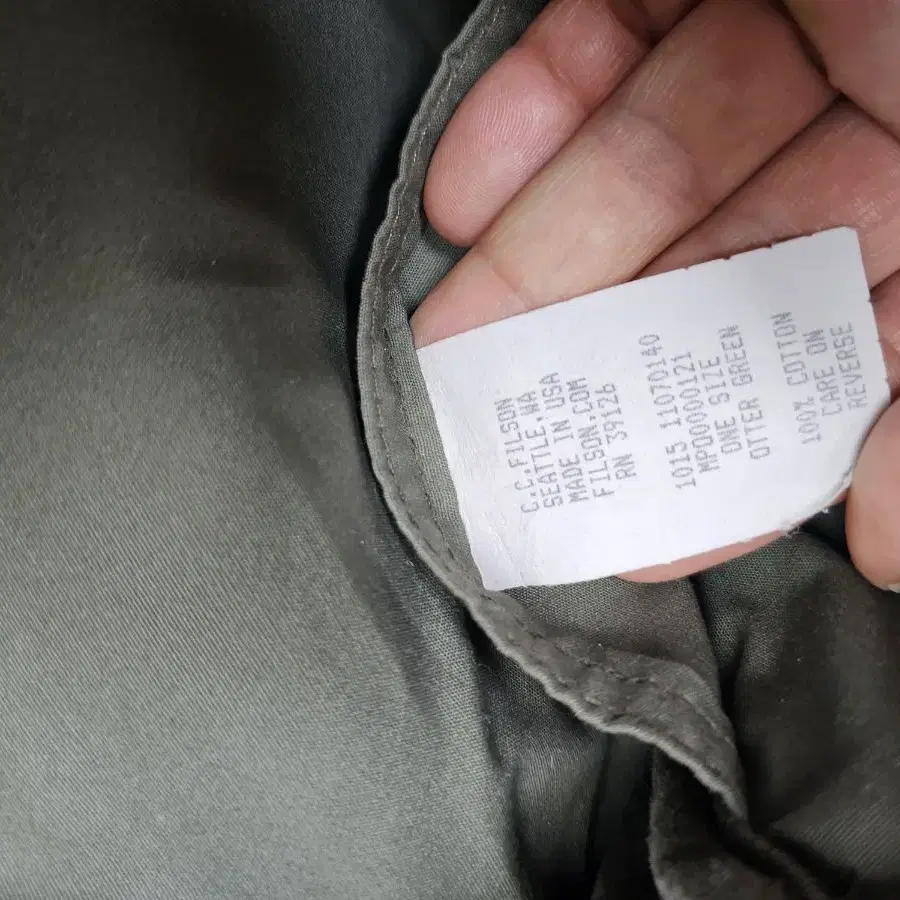 C.C.FILSON
SEATTLE,WA
MADE IN USA
FILSON.COM
RN 39126
1015 11070140
MPO0000121
ONE SIZE
OTTER GREEN
100% COTTON
CARE ON
REVERSE